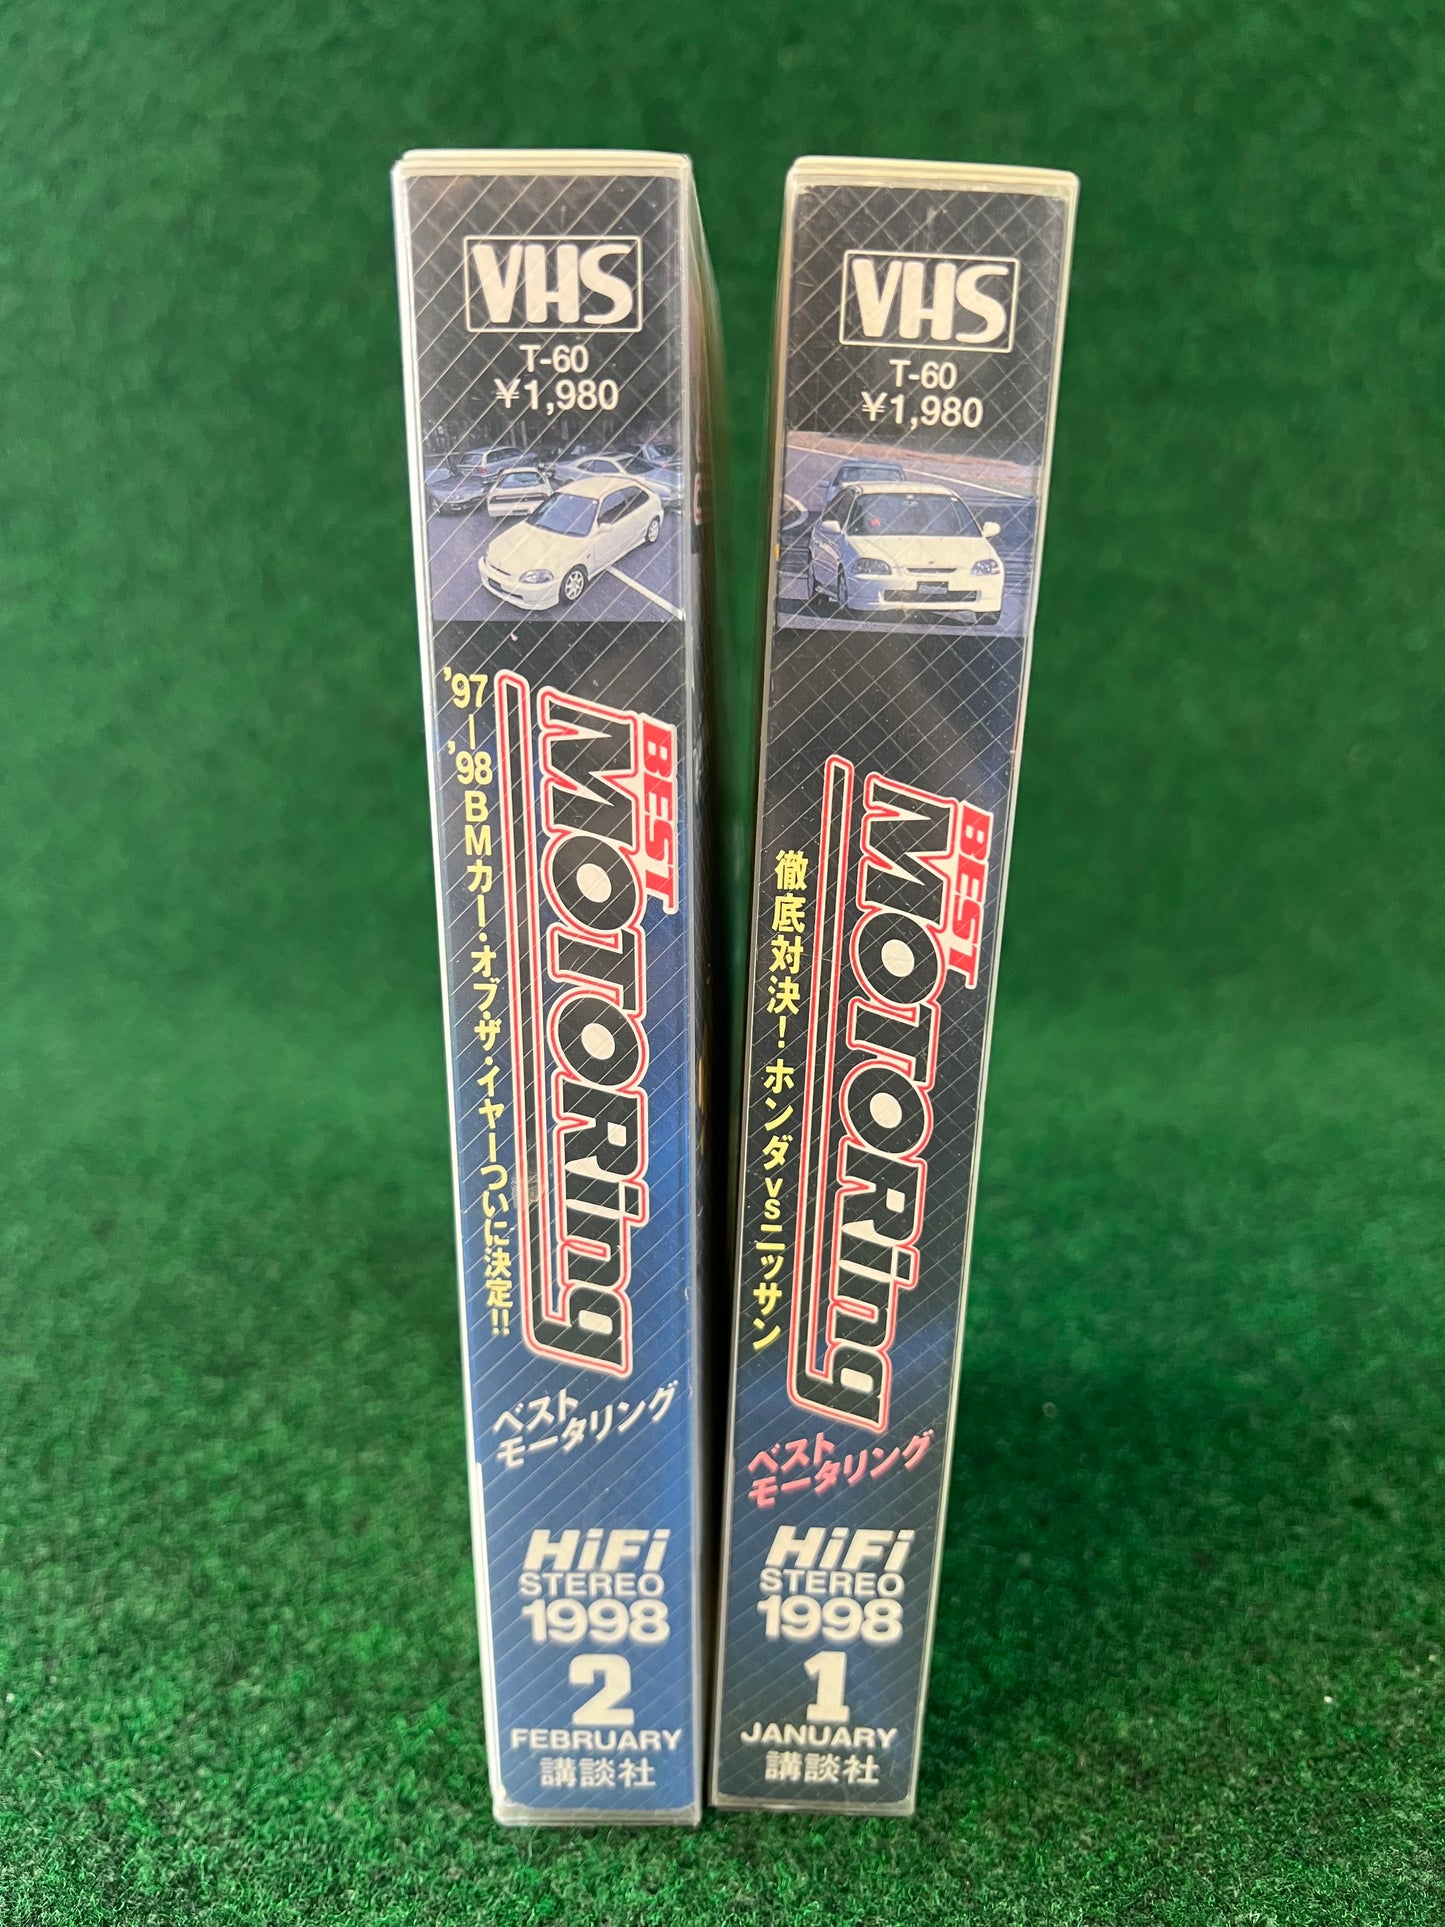 VHS
T-60
¥1,980
'97—'98BMカー・オブ・ザ・イヤーついに決定!!
BEST
MOTORing
ベスト
モータリング
HiFi
STEREO
1998
2
FEBRUARY
講談社
VHS
T-60
¥1,980
徹底対決!ホンダvsニッサン
BEST
MOTORing
ベスト
モータリング
HiFi
STEREO
1998
1
JANUARY
講談社